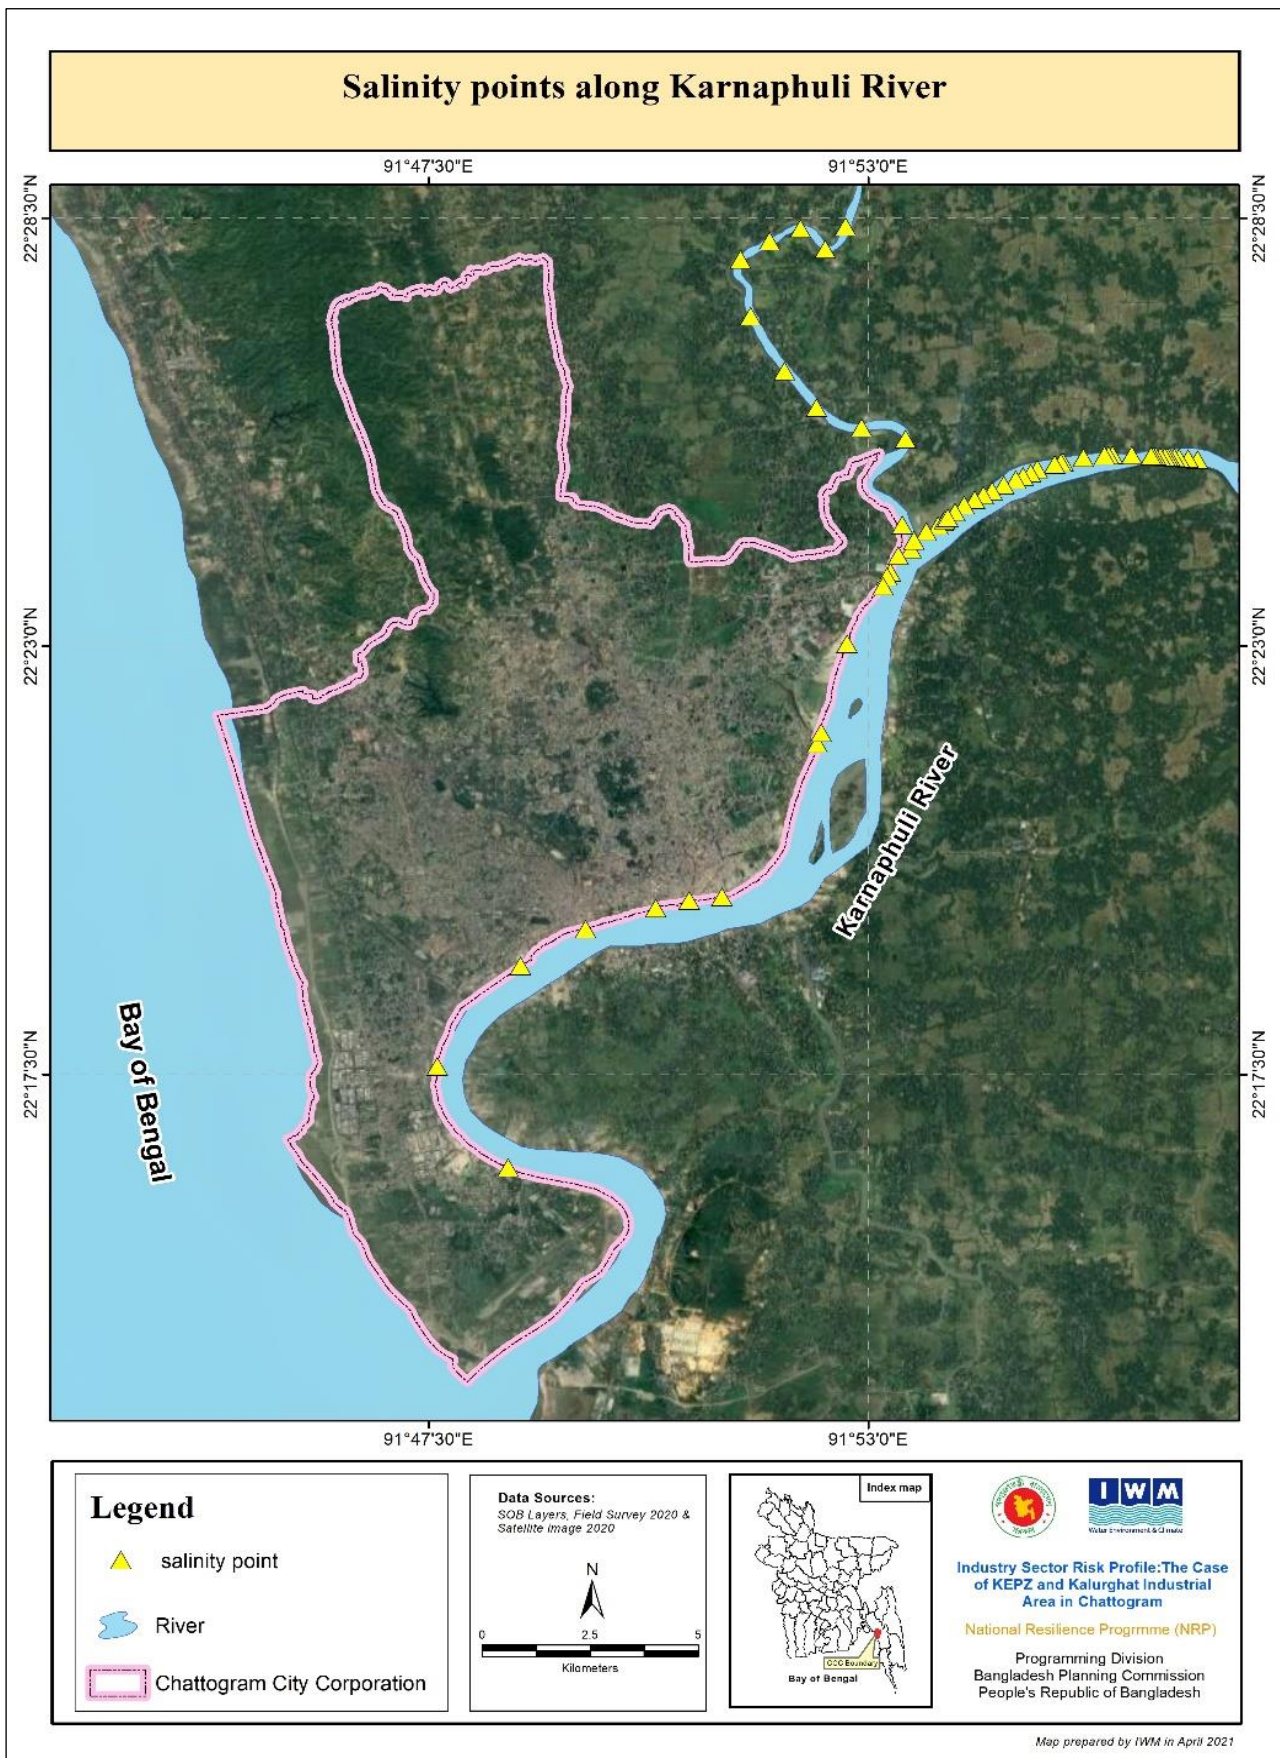 Salinity points along Karnaphuli River
91°47'30"E
91°53'0"E
22°28'30"N
22°28'30"N
22°23'0"N
22°23'0"N
Karnaphuli River
Bay of Bengal
22°17'30"N
22°17'30"N
91°47'30"E
91°53'0"E
Legend
salinity point
River
Chattogram City Corporation
Data Sources:
SOB Layers, Field Survey 2020 &
Satellite Image 2020
N
0 2.5 5
Kilometers
Index map
CCC Boundary
Bay of Bengal
IWM
Water Environment & Climate
Industry Sector Risk Profile:The Case
of KEPZ and Kalurghat Industrial
Area in Chattogram
National Resilience Progrmme (NRP)
Programming Division
Bangladesh Planning Commission
People's Republic of Bangladesh
Map prepared by IWM in April 2021